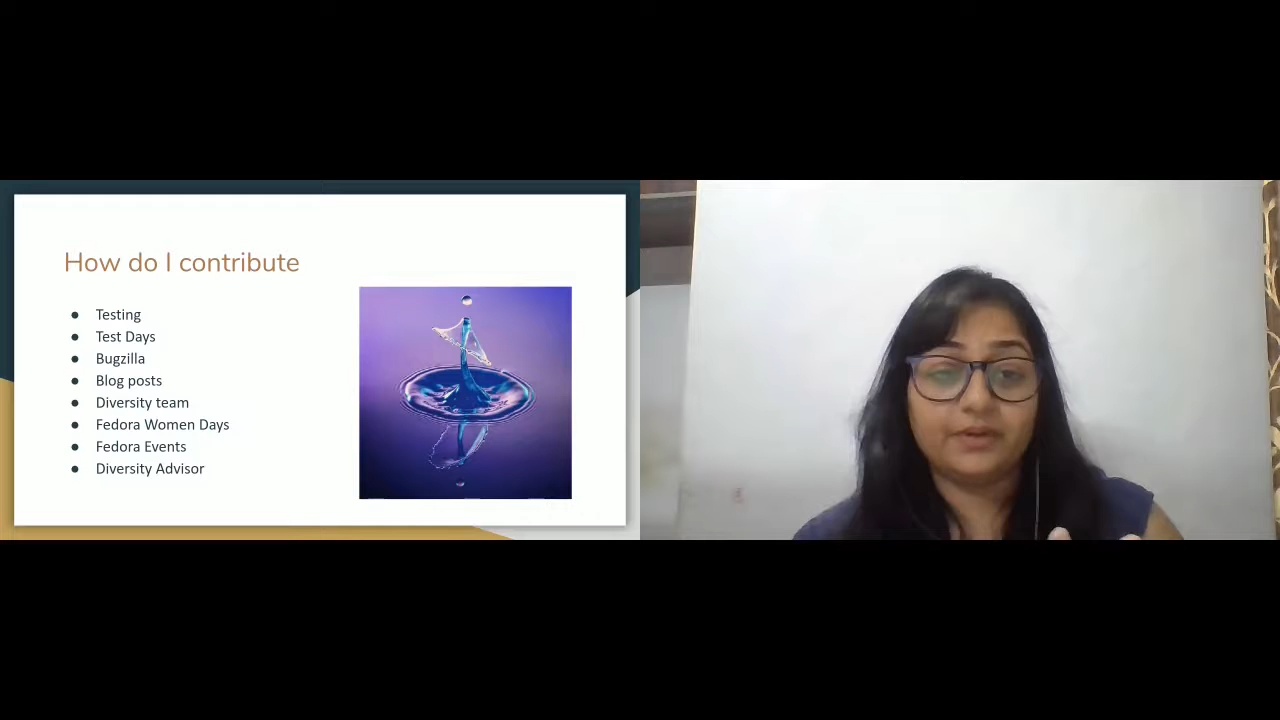 How do I contribute
● Testing
● Test Days
● Bugzilla
● Blog posts
● Diversity team
● Fedora Women Days
● Fedora Events
● Diversity Advisor